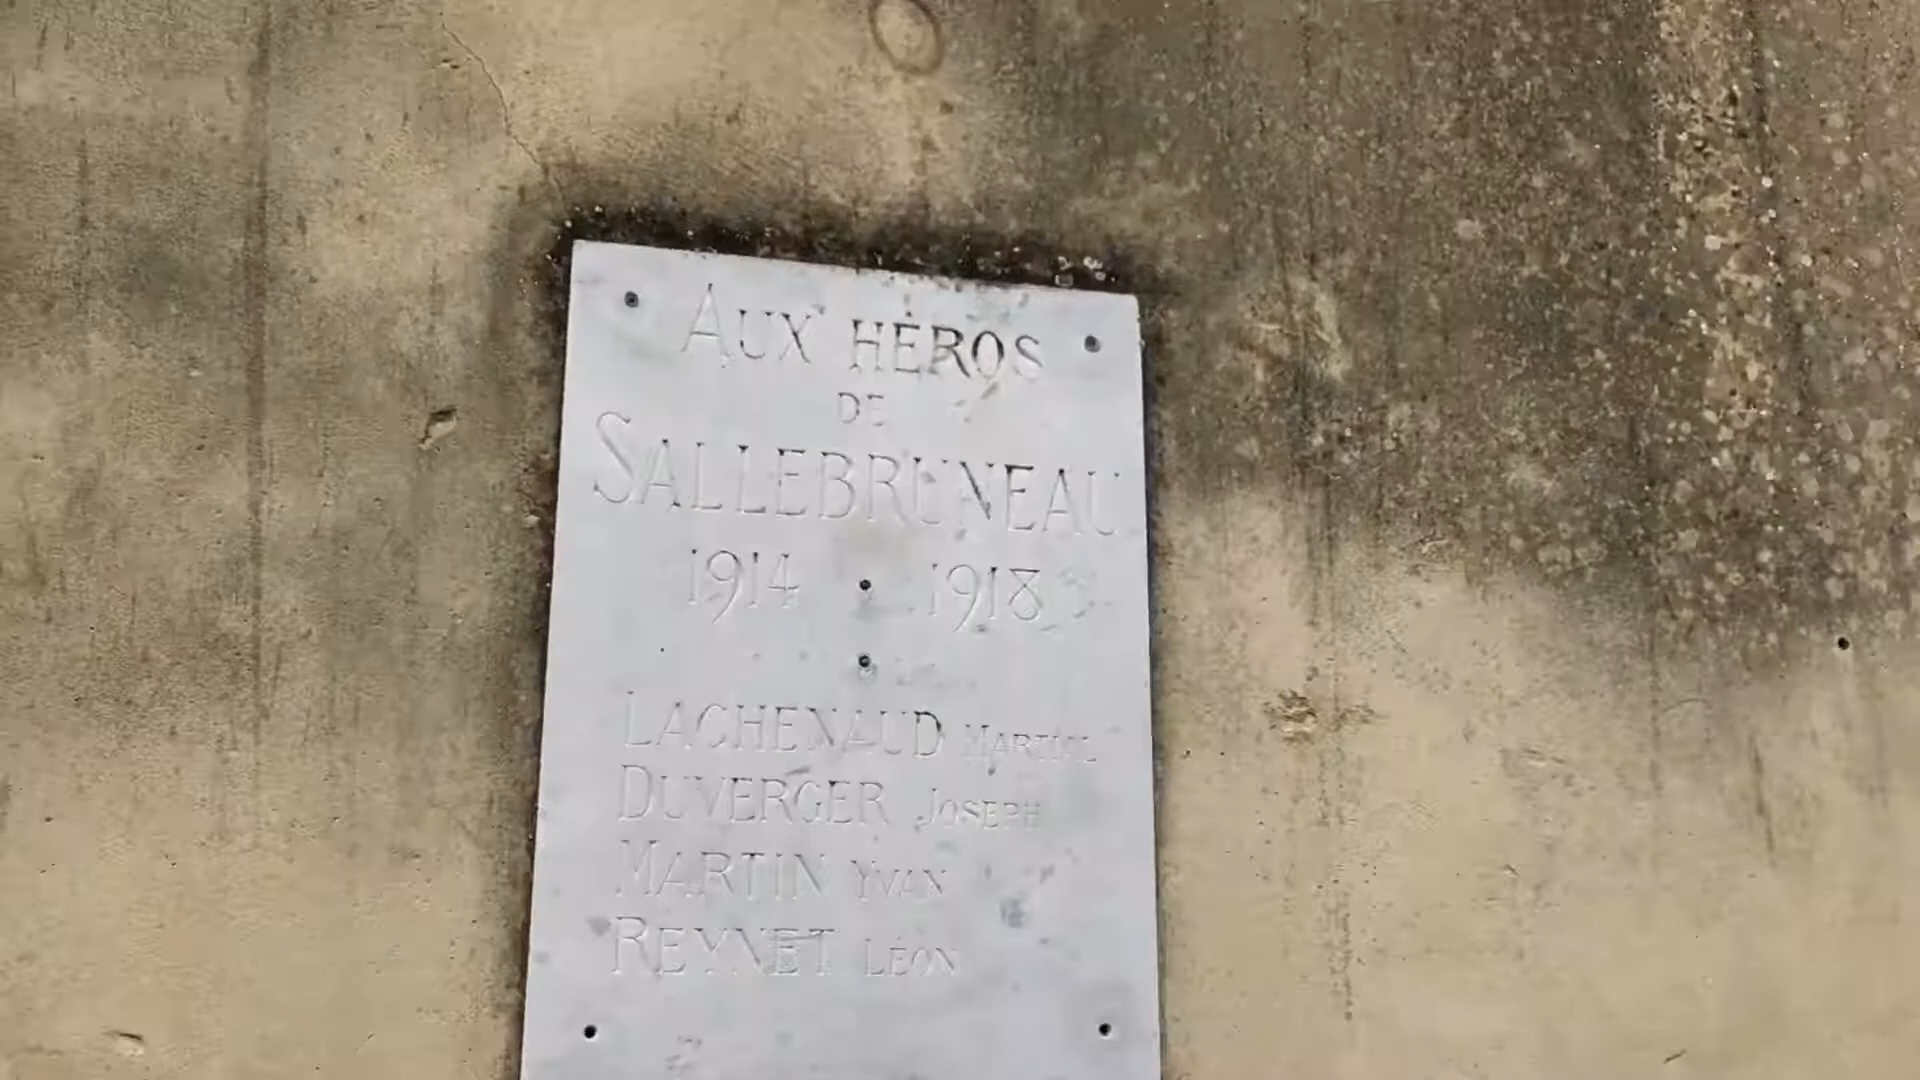 AUX HÉROS
DE
SALLEBRUNEAU
1914 • 1918
LACHENAUD MARTIAL
DUVERGER JOSEPH
MARTIN YVAN
REYNET LÉON